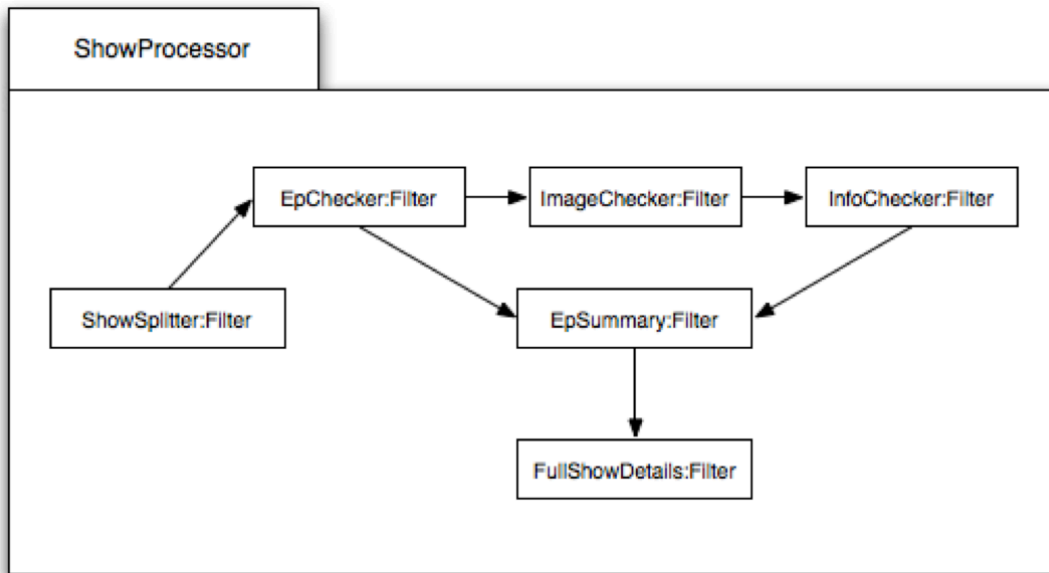 ShowProcessor
EpChecker:Filter
ImageChecker:Filter
InfoChecker:Filter
ShowSplitter:Filter
EpSummary:Filter
FullShowDetails:Filter